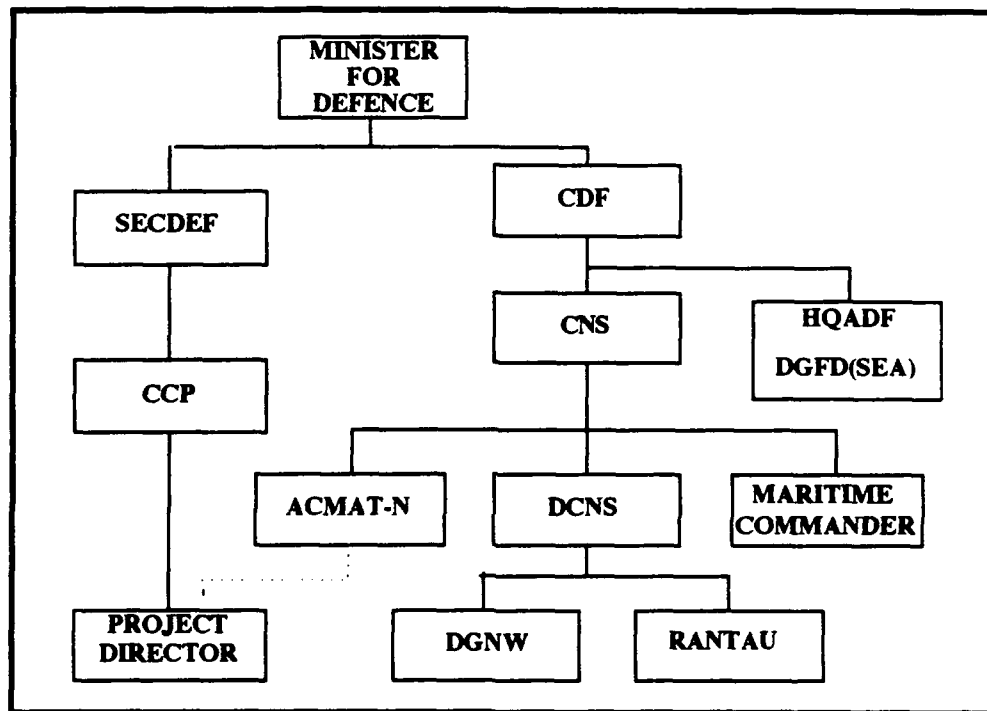 MINISTER
FOR
DEFENCE
SECDEF
CDF
CNS
HQADF
DGFD(SEA)
CCP
ACMAT-N
DCNS
MARITIME
COMMANDER
PROJECT
DIRECTOR
DGNW
RANTAU